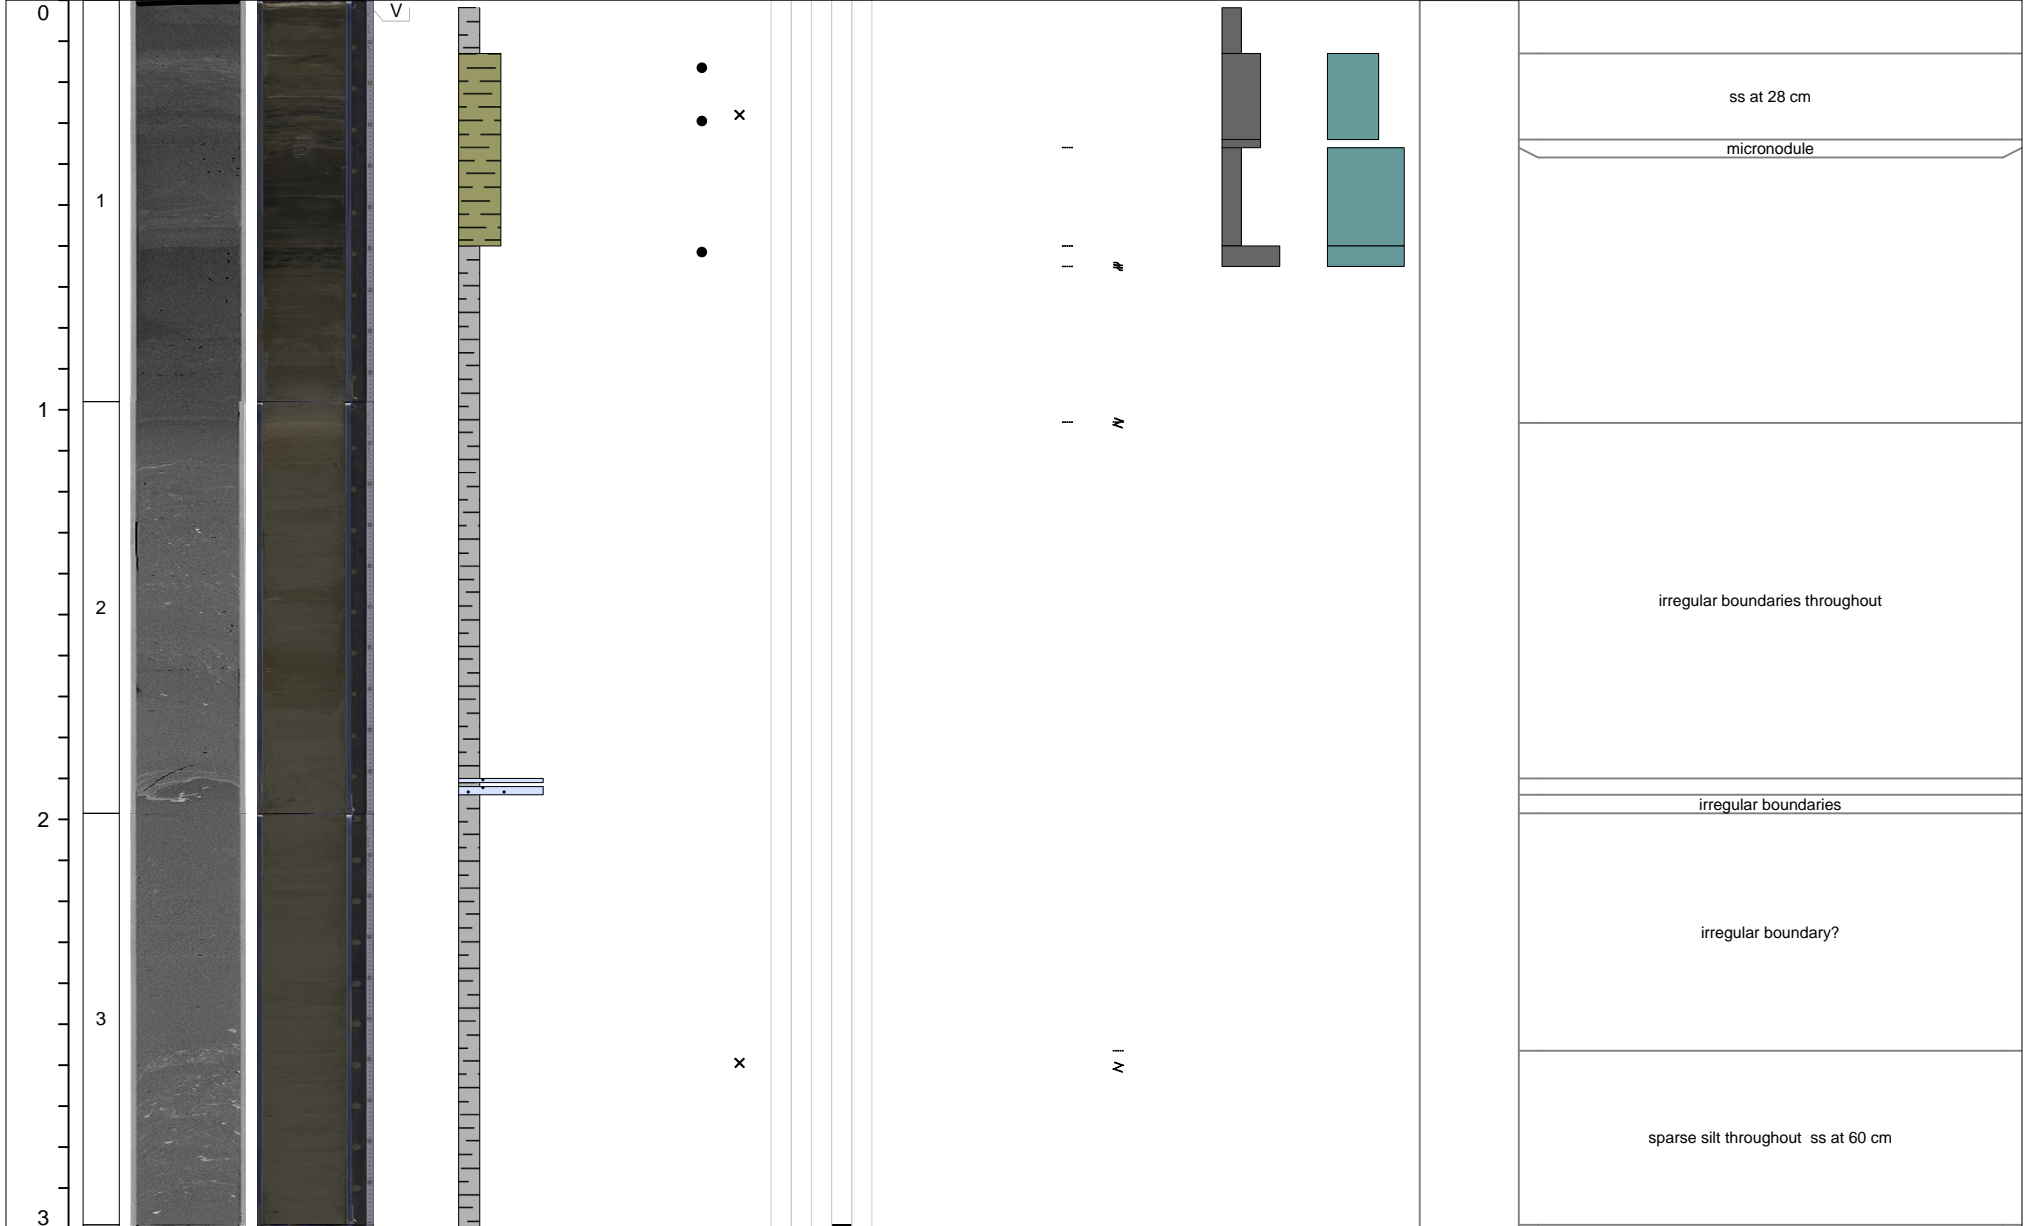 0
V
ss at 28 cm
micronodule
1
1
irregular boundaries throughout
2
irregular boundaries
2
irregular boundary?
3
sparse silt throughout  ss at 60 cm
3